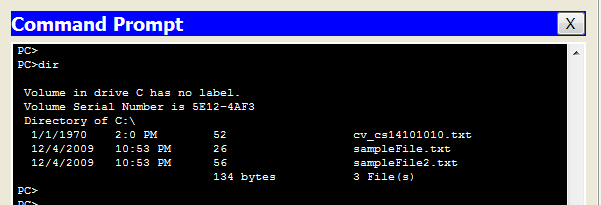 Command Prompt X
PC>
PC>dir
Volume in drive C has no label.
Volume Serial Number is 5E12-4AF3
Directory of C:\
1/1/1970 2:0 PM 52 cv_cs14101010.txt
12/4/2009 10:53 PM 26 sampleFile.txt
12/4/2009 10:53 PM 56 sampleFile2.txt
134 bytes 3 File(s)
PC>
PC>